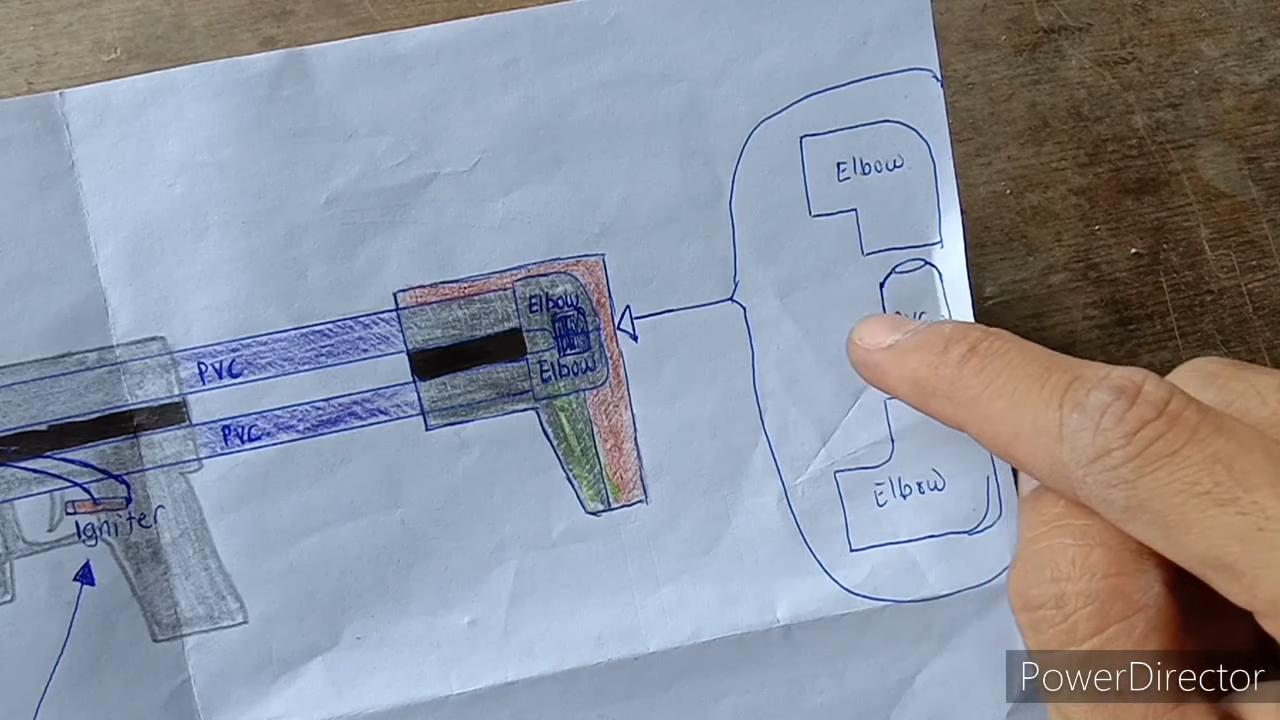 Elbow
Elbow
Elbow
PVC
PVC
Igniter
Elbow
PowerDirector